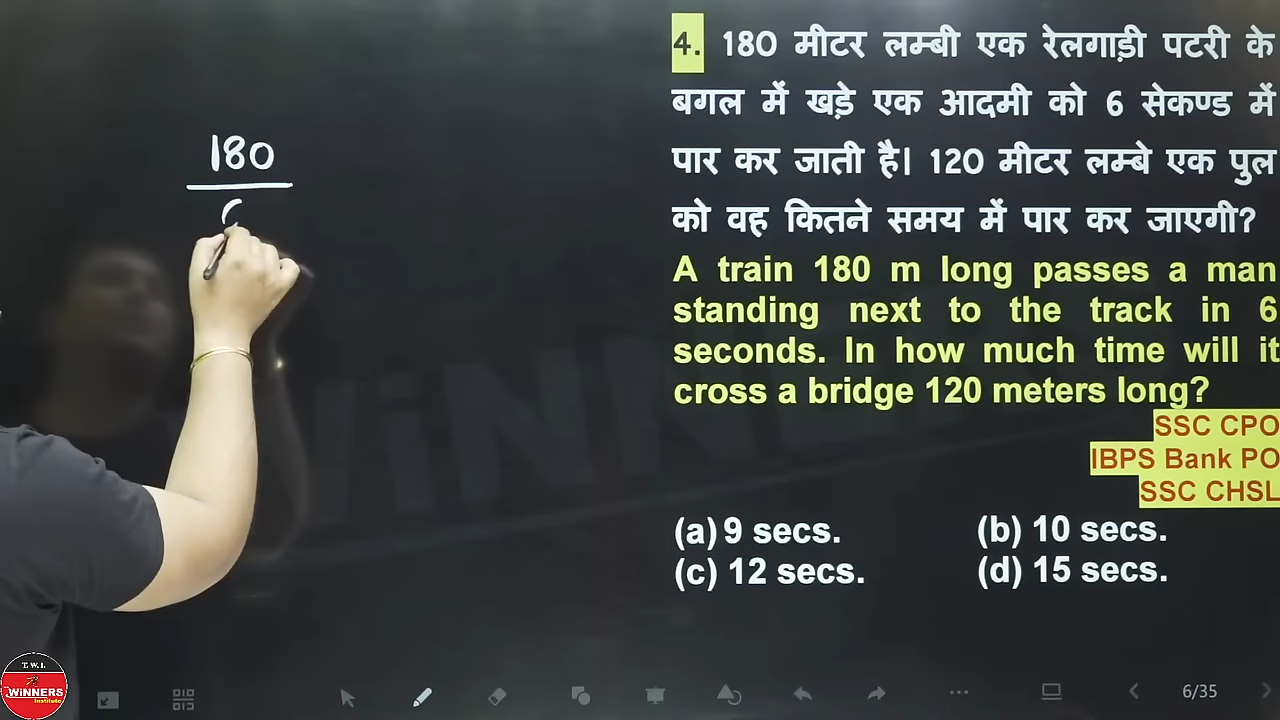 4. 180 मीटर लम्बी एक रेलगाड़ी पटरी के
बगल में खड़े एक आदमी को 6 सेकण्ड में
पार कर जाती है। 120 मीटर लम्बे एक पुल
को वह कितने समय में पार कर जाएगी?
A train 180 m long passes a man
standing next to the track in 6
seconds. In how much time will it
cross a bridge 120 meters long?
SSC CPO
IBPS Bank PO
SSC CHSL
(a) 9 secs. (b) 10 secs.
(c) 12 secs. (d) 15 secs.
180
WiNNE
T.W.I.
WINNERS
Institute
6/35